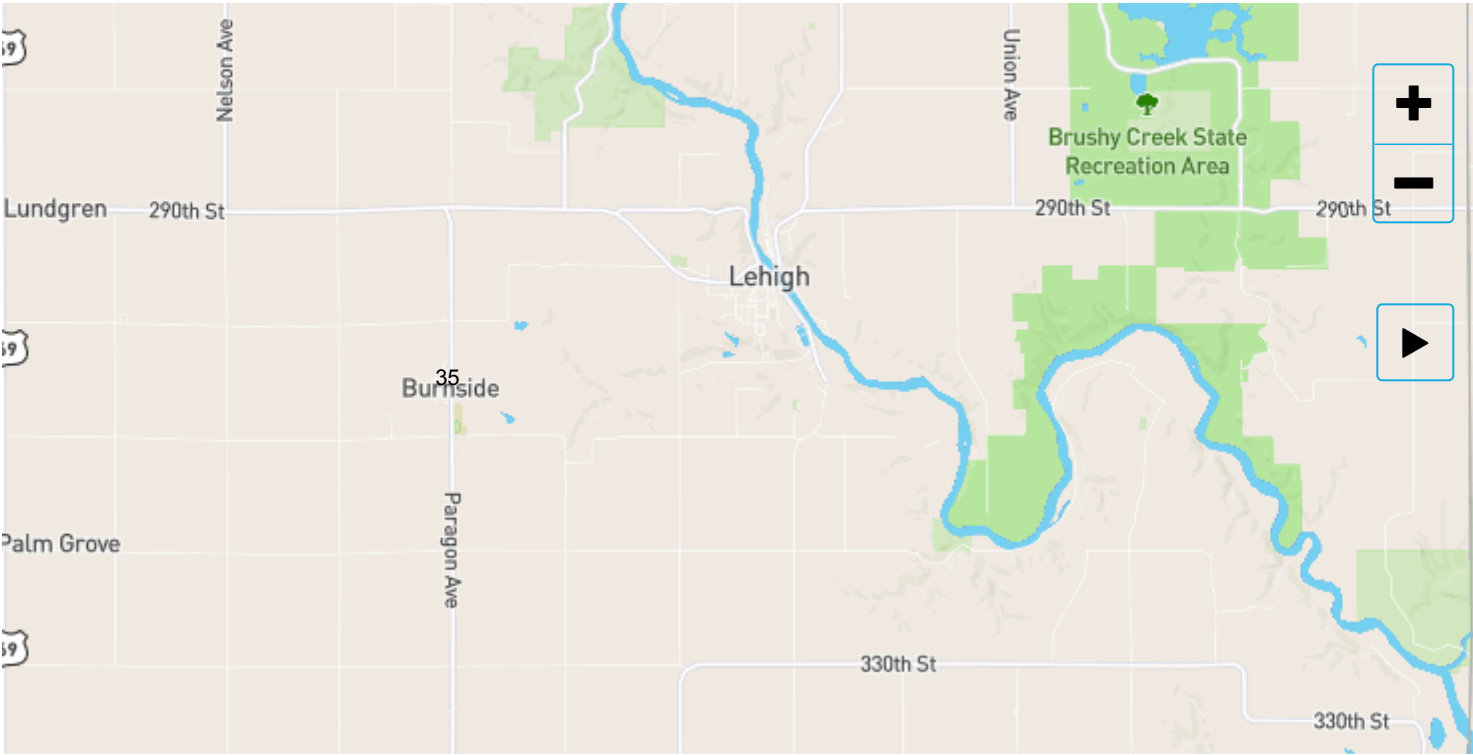 Nelson Ave
Union Ave
Brushy Creek State
Recreation Area
Lundgren
290th St
290th St
290th St
Lehigh
35
Burnside
Paragon Ave
Palm Grove
330th St
330th St